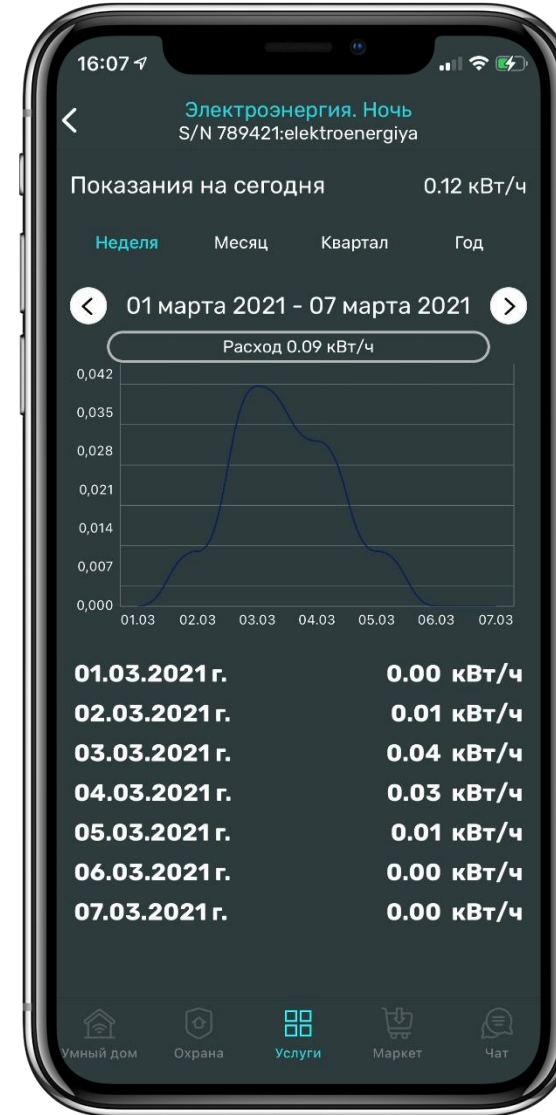 16:07
Электроэнергия. Ночь
S/N 789421:elektroenergiya
Показания на сегодня 0.12 кВт/ч
Неделя Месяц Квартал Год
01 марта 2021 - 07 марта 2021
Расход 0.09 кВт/ч
0,042
0,035
0,028
0,021
0,014
0,007
0,000
01.03 02.03 03.03 04.03 05.03 06.03 07.03
01.03.2021 г. 0.00 кВт/ч
02.03.2021 г. 0.01 кВт/ч
03.03.2021 г. 0.04 кВт/ч
04.03.2021 г. 0.03 кВт/ч
05.03.2021 г. 0.01 кВт/ч
06.03.2021 г. 0.00 кВт/ч
07.03.2021 г. 0.00 кВт/ч
Умный дом Охрана Услуги Маркет Чат